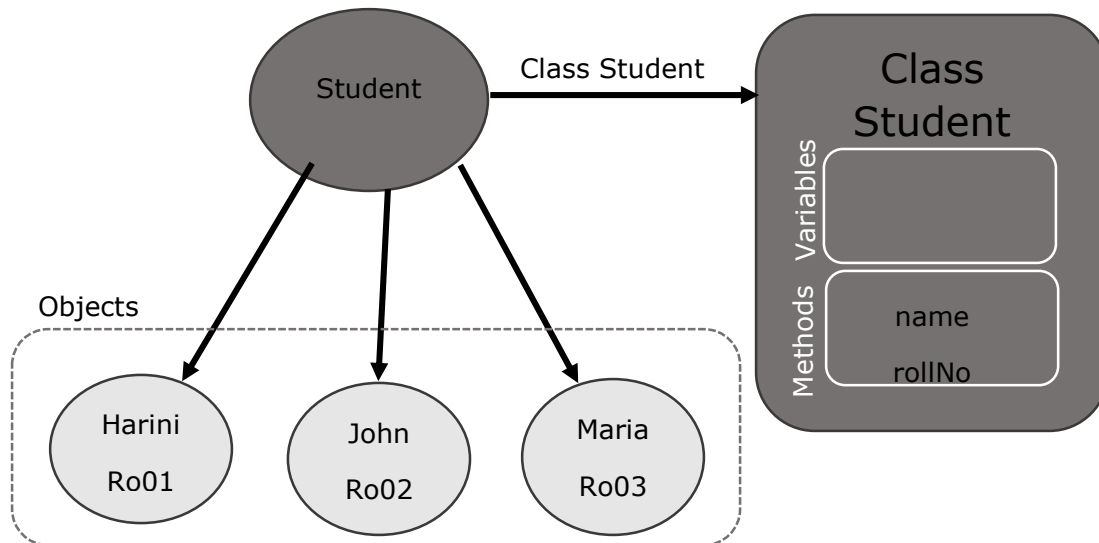 Student
Class Student
Class
Student
Variables
Methods
name
rollNo
Objects
Harini
Ro01
John
Ro02
Maria
Ro03